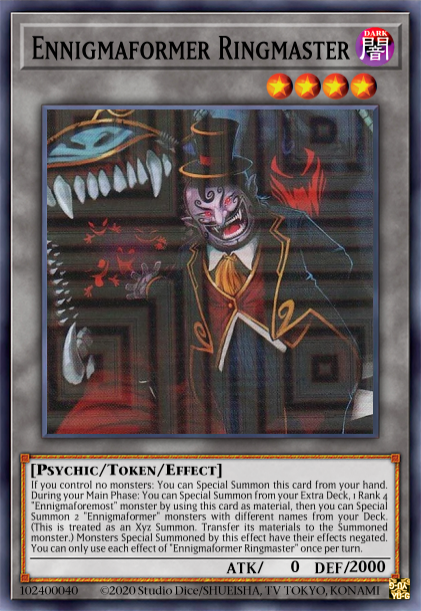 ENNIGMAFORMER RINGMASTER
DARK
闇
[PSYCHIC/TOKEN/EFFECT]
If you control no monsters: You can Special Summon this card from your hand.
During your Main Phase: You can Special Summon from your Extra Deck, 1 Rank 4
"Ennigmaforemost" monster by using this card as material, then you can Special
Summon 2 "Ennigmaformer" monsters with different names from your Deck.
(This is treated as an Xyz Summon. Transfer its materials to the Summoned
monster.) Monsters Special Summoned by this effect have their effects negated.
You can only use each effect of "Ennigmaformer Ringmaster" once per turn.
ATK/ 0 DEF/2000
102400040 ©2020 Studio Dice/SHUEISHA, TV TOKYO, KONAMI